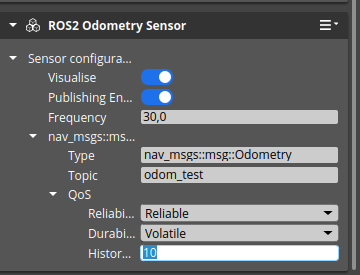 ROS2 Odometry Sensor
Sensor configura...
Visualise
Publishing En...
Frequency 30,0
nav_msgs::ms...
Type nav_msgs::msg::Odometry
Topic odom_test
QoS
Reliabi... Reliable
Durabi... Volatile
Histor... 10